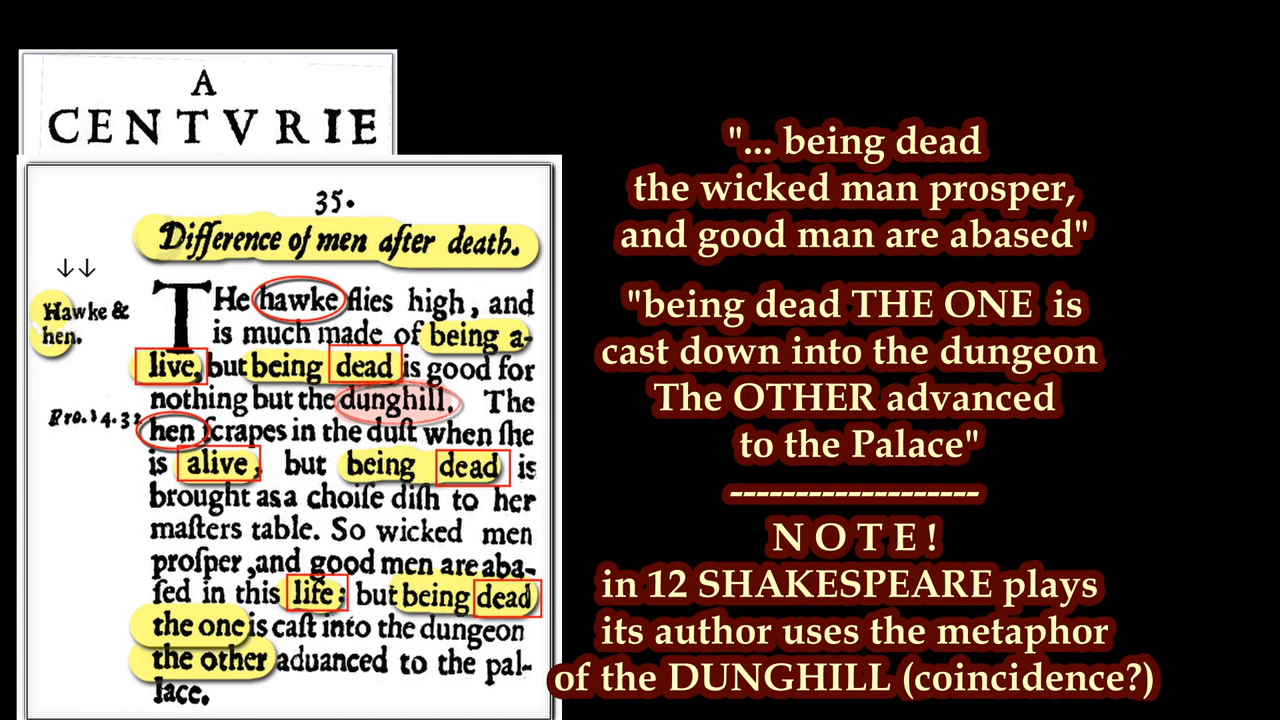 A
CENTVRIE
35.
Difference of men after death.
Hawke &
hen.
Pro. 14. 32
THe hawke flies high, and
is much made of being a-
live, but being dead is good for
nothing but the dunghill. The
hen ſcrapes in the duſt when ſhe
is alive, but being dead is
brought as a choiſe diſh to her
maſters table. So wicked men
proſper, and good men are aba-
ſed in this life: but being dead
the one is caſt into the dungeon
the other aduanced to the pal-
lace.
"... being dead
the wicked man prosper,
and good man are abased"
"being dead THE ONE is
cast down into the dungeon
The OTHER advanced
to the Palace"
-------------------
N O T E !
in 12 SHAKESPEARE plays
its author uses the metaphor
of the DUNGHILL (coincidence?)